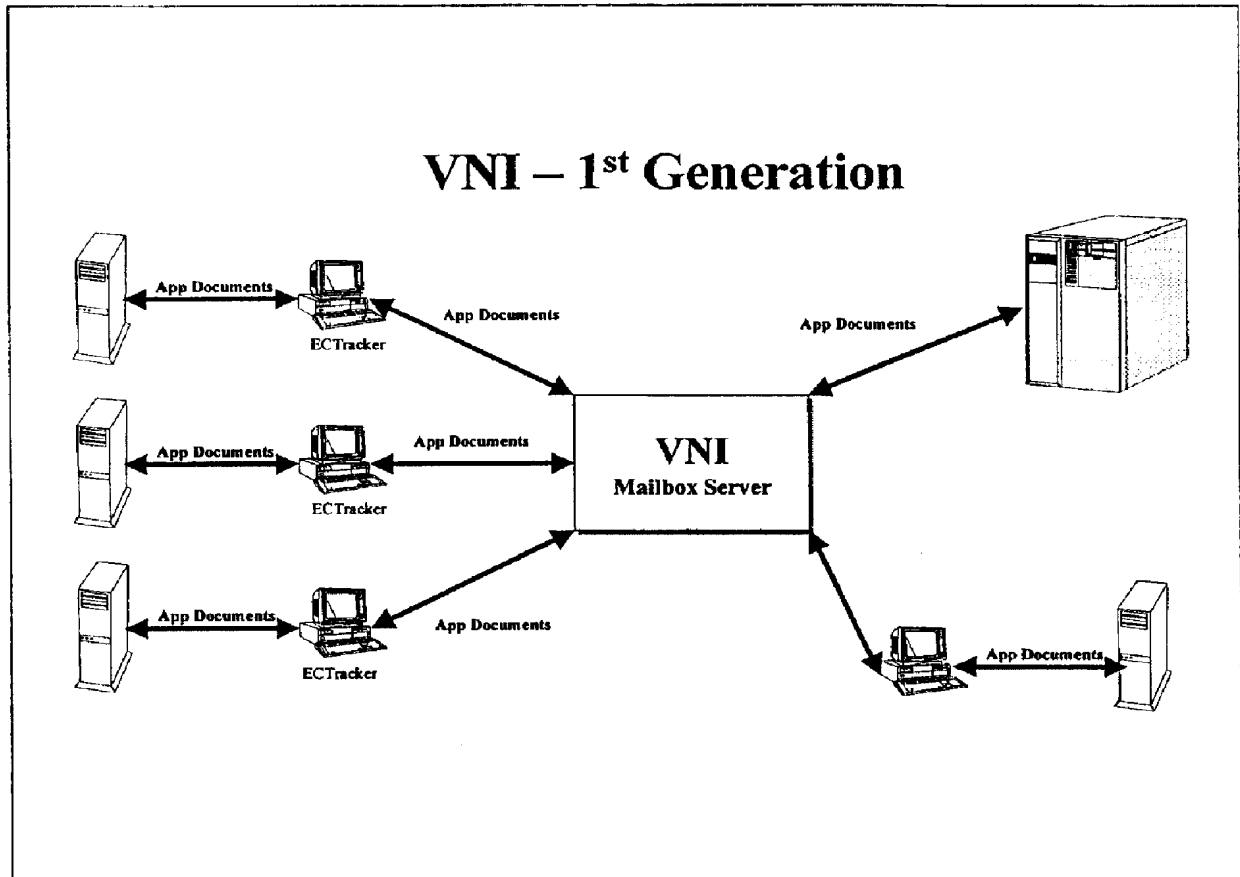 VNI – 1st Generation
App Documents
App Documents
App Documents
ECTracker
App Documents
App Documents
VNI
Mailbox Server
ECTracker
App Documents
App Documents
App Documents
ECTracker